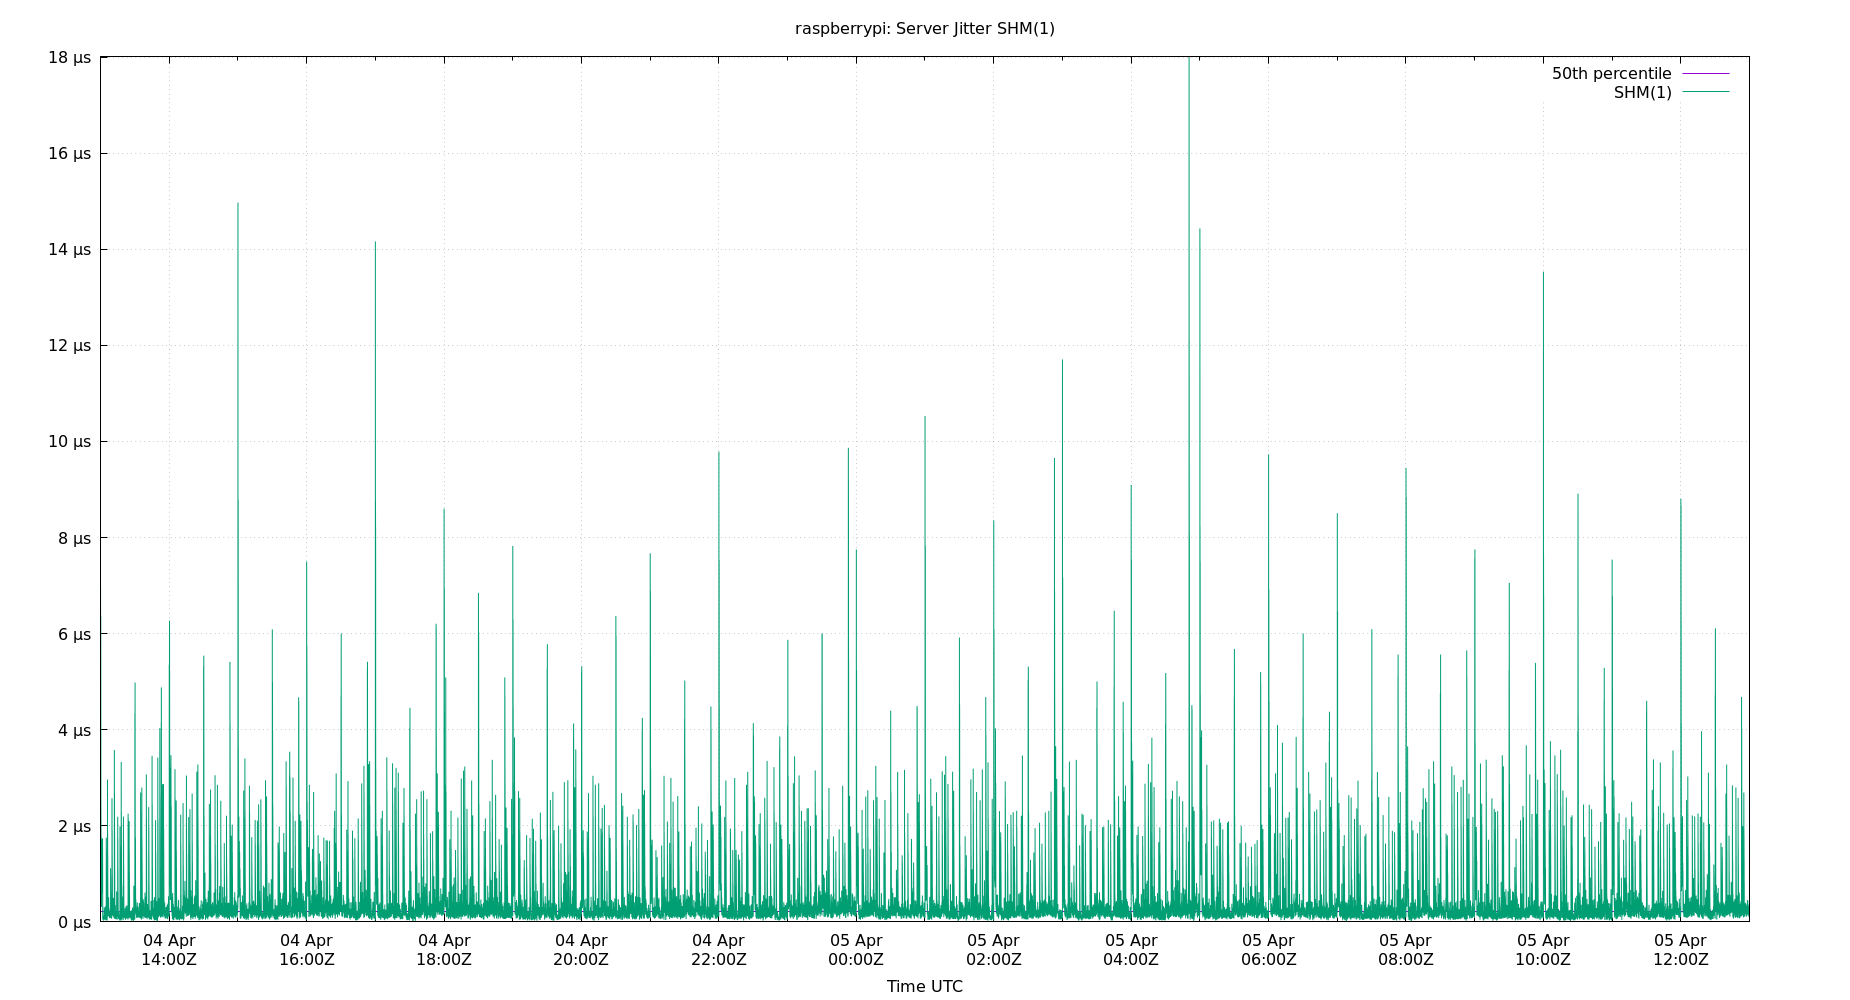 raspberrypi: Server Jitter SHM(1)
50th percentile
SHM(1)
18 µs
16 µs
14 µs
12 µs
10 µs
8 µs
6 µs
4 µs
2 µs
0 µs
04 Apr 04 Apr 04 Apr 04 Apr 04 Apr 05 Apr 05 Apr 05 Apr 05 Apr 05 Apr 05 Apr 05 Apr
14:00Z 16:00Z 18:00Z 20:00Z 22:00Z 00:00Z 02:00Z 04:00Z 06:00Z 08:00Z 10:00Z 12:00Z
Time UTC